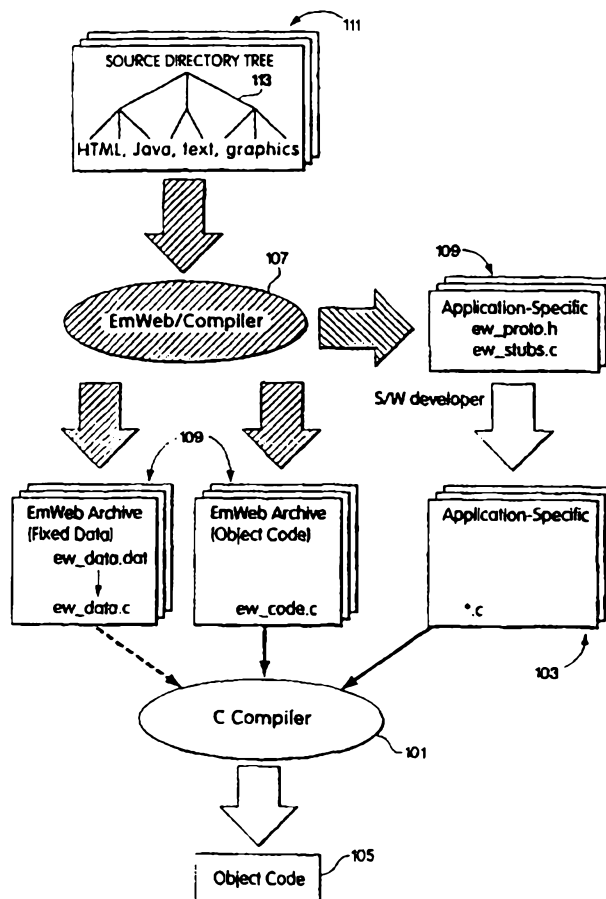 111
SOURCE DIRECTORY TREE
113
HTML, Java, text, graphics
107
EmWeb/Compiler
109
Application-Specific
ew_proto.h
ew_stubs.c
S/W developer
109
EmWeb Archive
(Fixed Data)
ew_data.dat
ew_data.c
EmWeb Archive
(Object Code)
ew_code.c
Application-Specific
*.c
103
C Compiler
101
105
Object Code